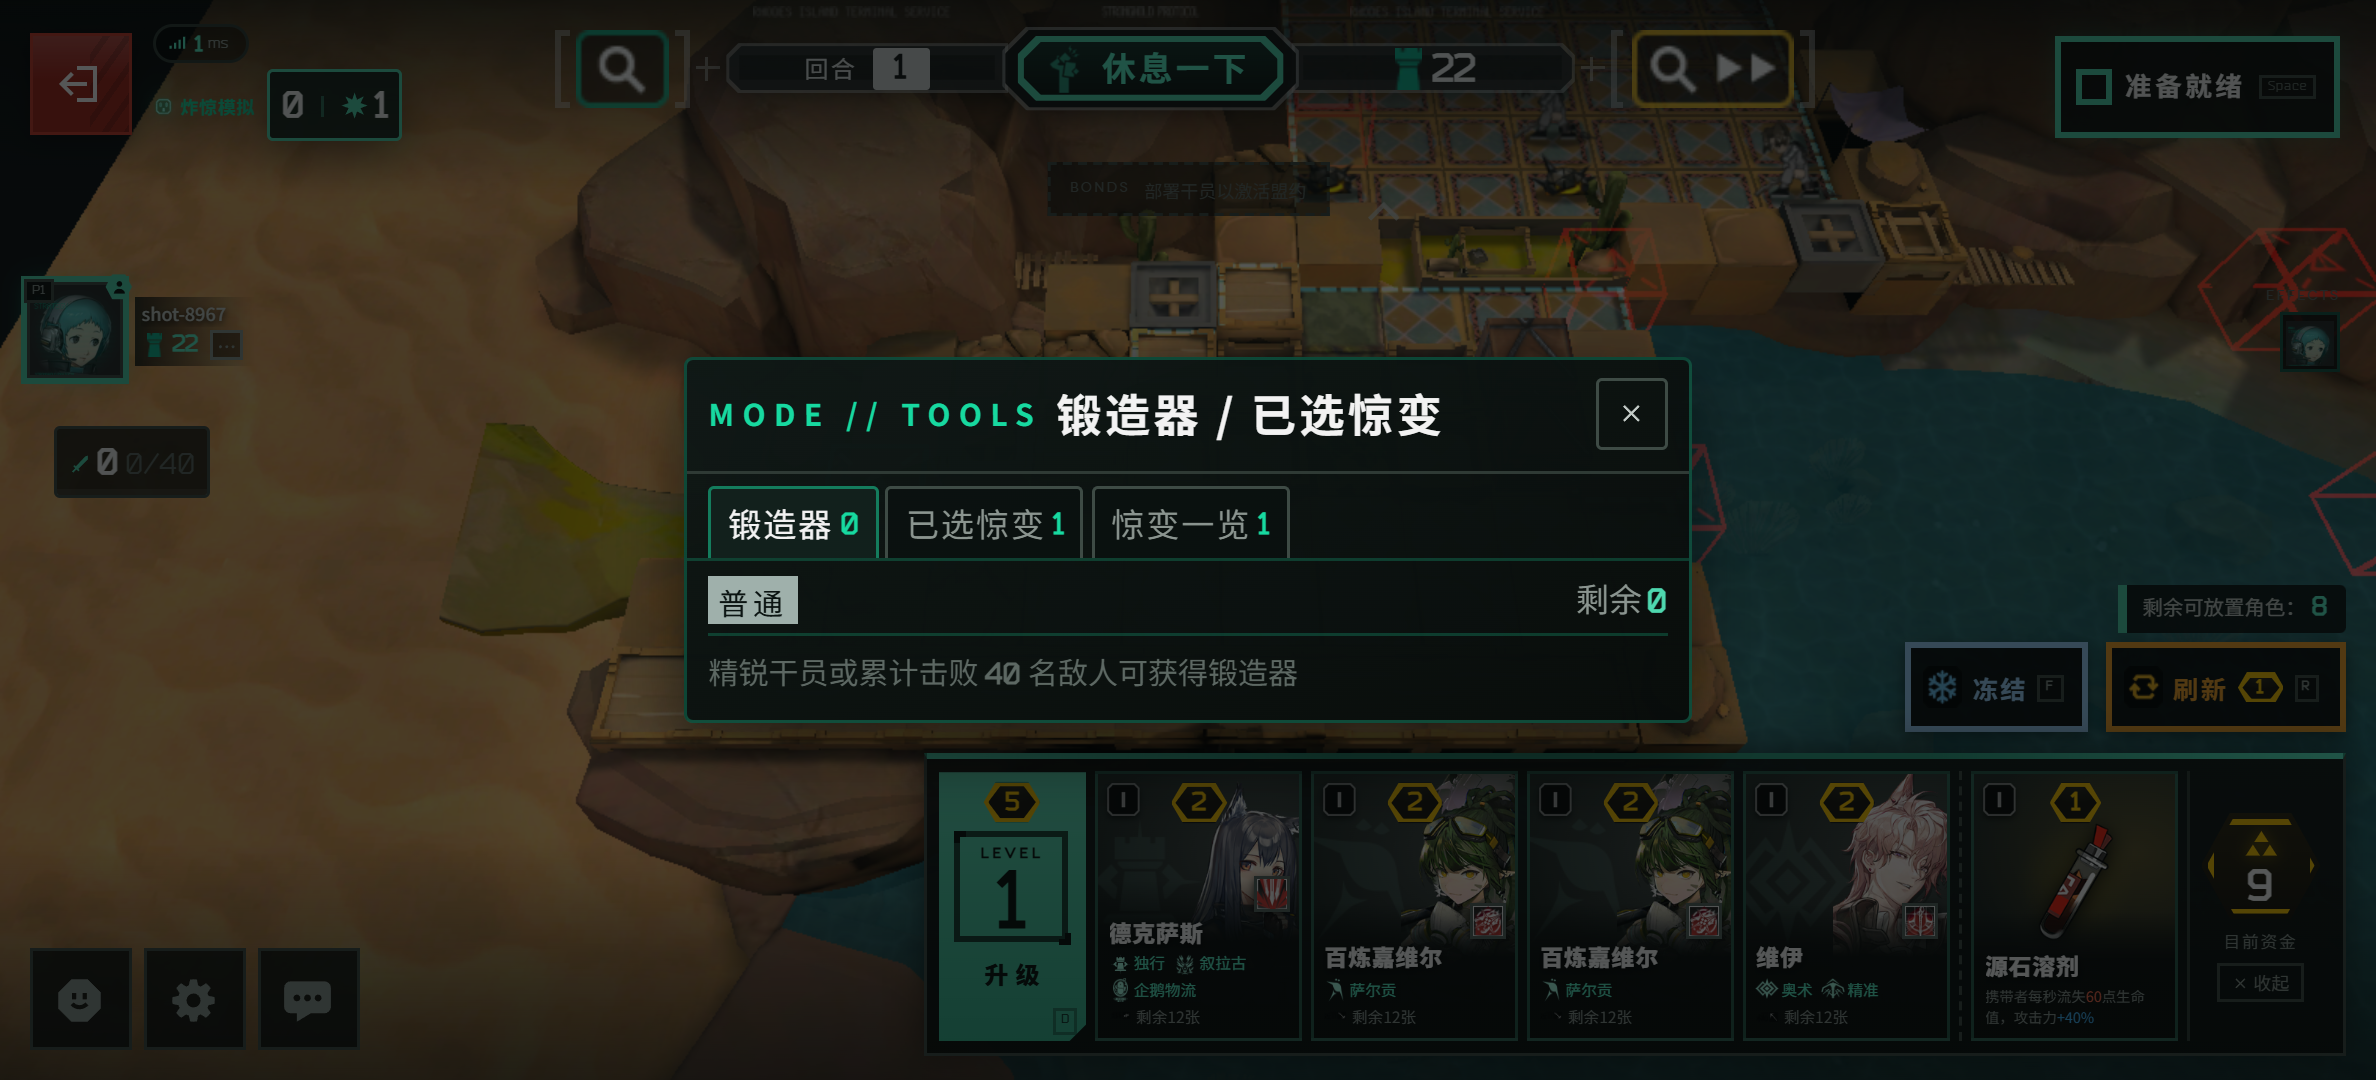 RHODES ISLAND TERMINAL SERVICE
RHODES ISLAND TERMINAL SERVICE
1 ms
炸惊模拟
0 | 1
回合 1
休息一下
22
准备就绪 Space
BONDS 部署干员以激活盟约
P1
shot-8967
22 ...
0 0/40
MODE // TOOLS 锻造器 / 已选惊变
×
锻造器 0
已选惊变 1
惊变一览 1
普通
剩余 0
精锐干员或累计击败 40 名敌人可获得锻造器
剩余可放置角色: 8
冻结 F
刷新 1 R
5
LEVEL
1
升级
D
I 2
德克萨斯
独行 叙拉古
企鹅物流
剩余12张
I 2
百炼嘉维尔
萨尔贡
剩余12张
I 2
百炼嘉维尔
萨尔贡
剩余12张
I 2
维伊
奥术 精准
剩余12张
I 1
源石溶剂
携带者每秒流失60点生命
值，攻击力+40%
9
目前资金
× 收起